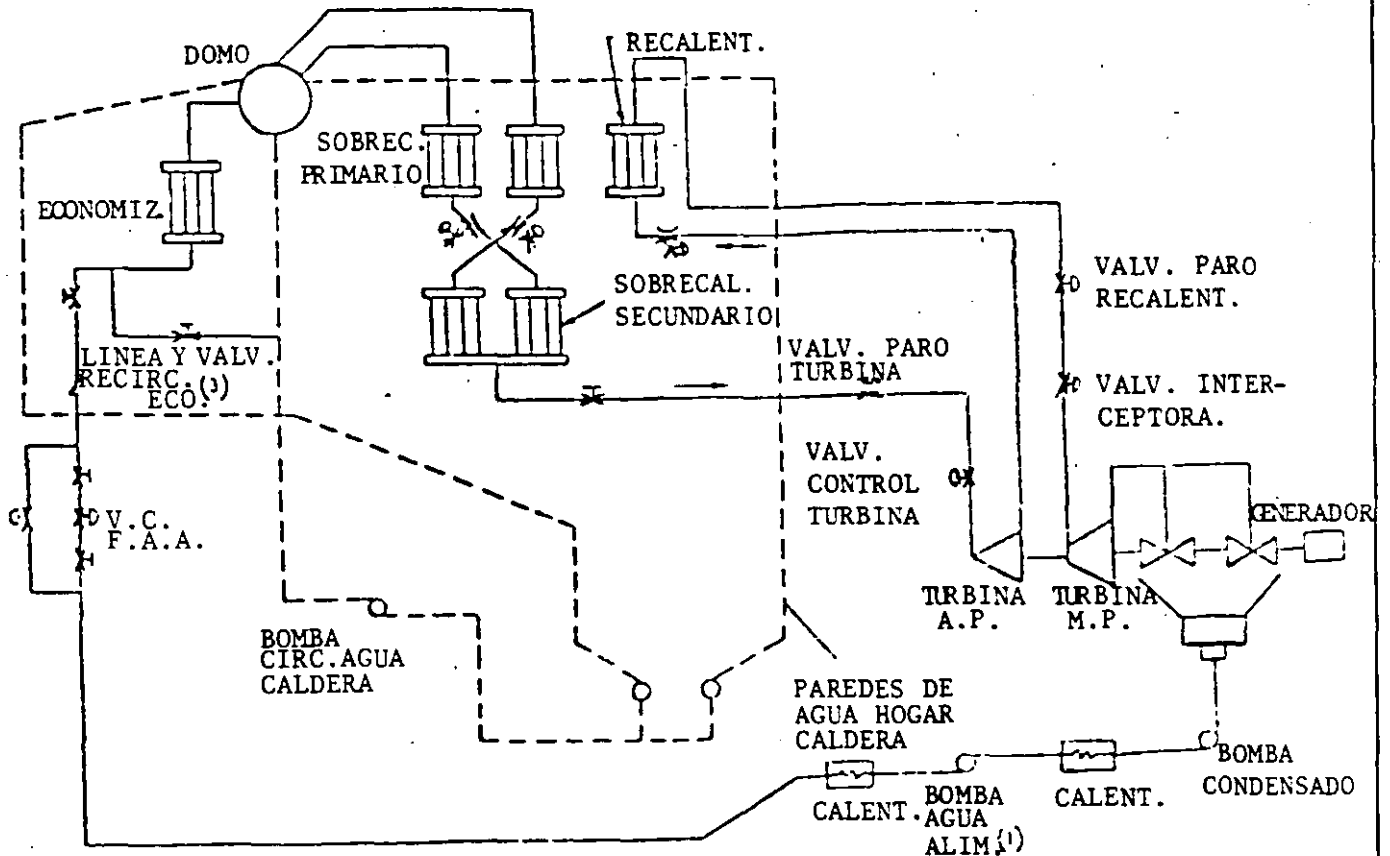 DOMO
RECALENT.
SOBREC.
PRIMARIO
ECONOMIZ.
SOBRECAL.
SECUNDARIO
VALV. PARO
RECALENT.
LINEA Y VALV.
RECIRC.(3)
ECO.
VALV. PARO
TURBINA
VALV. INTER-
CEPTORA.
VALV.
CONTROL
TURBINA
V.C.
F.A.A.
GENERADOR
TURBINA
A.P.
TURBINA
M.P.
BOMBA
CIRC.AGUA
CALDERA
PAREDES DE
AGUA HOGAR
CALDERA
BOMBA
CONDENSADO
CALENT.
BOMBA
AGUA
ALIM.(1)
CALENT.